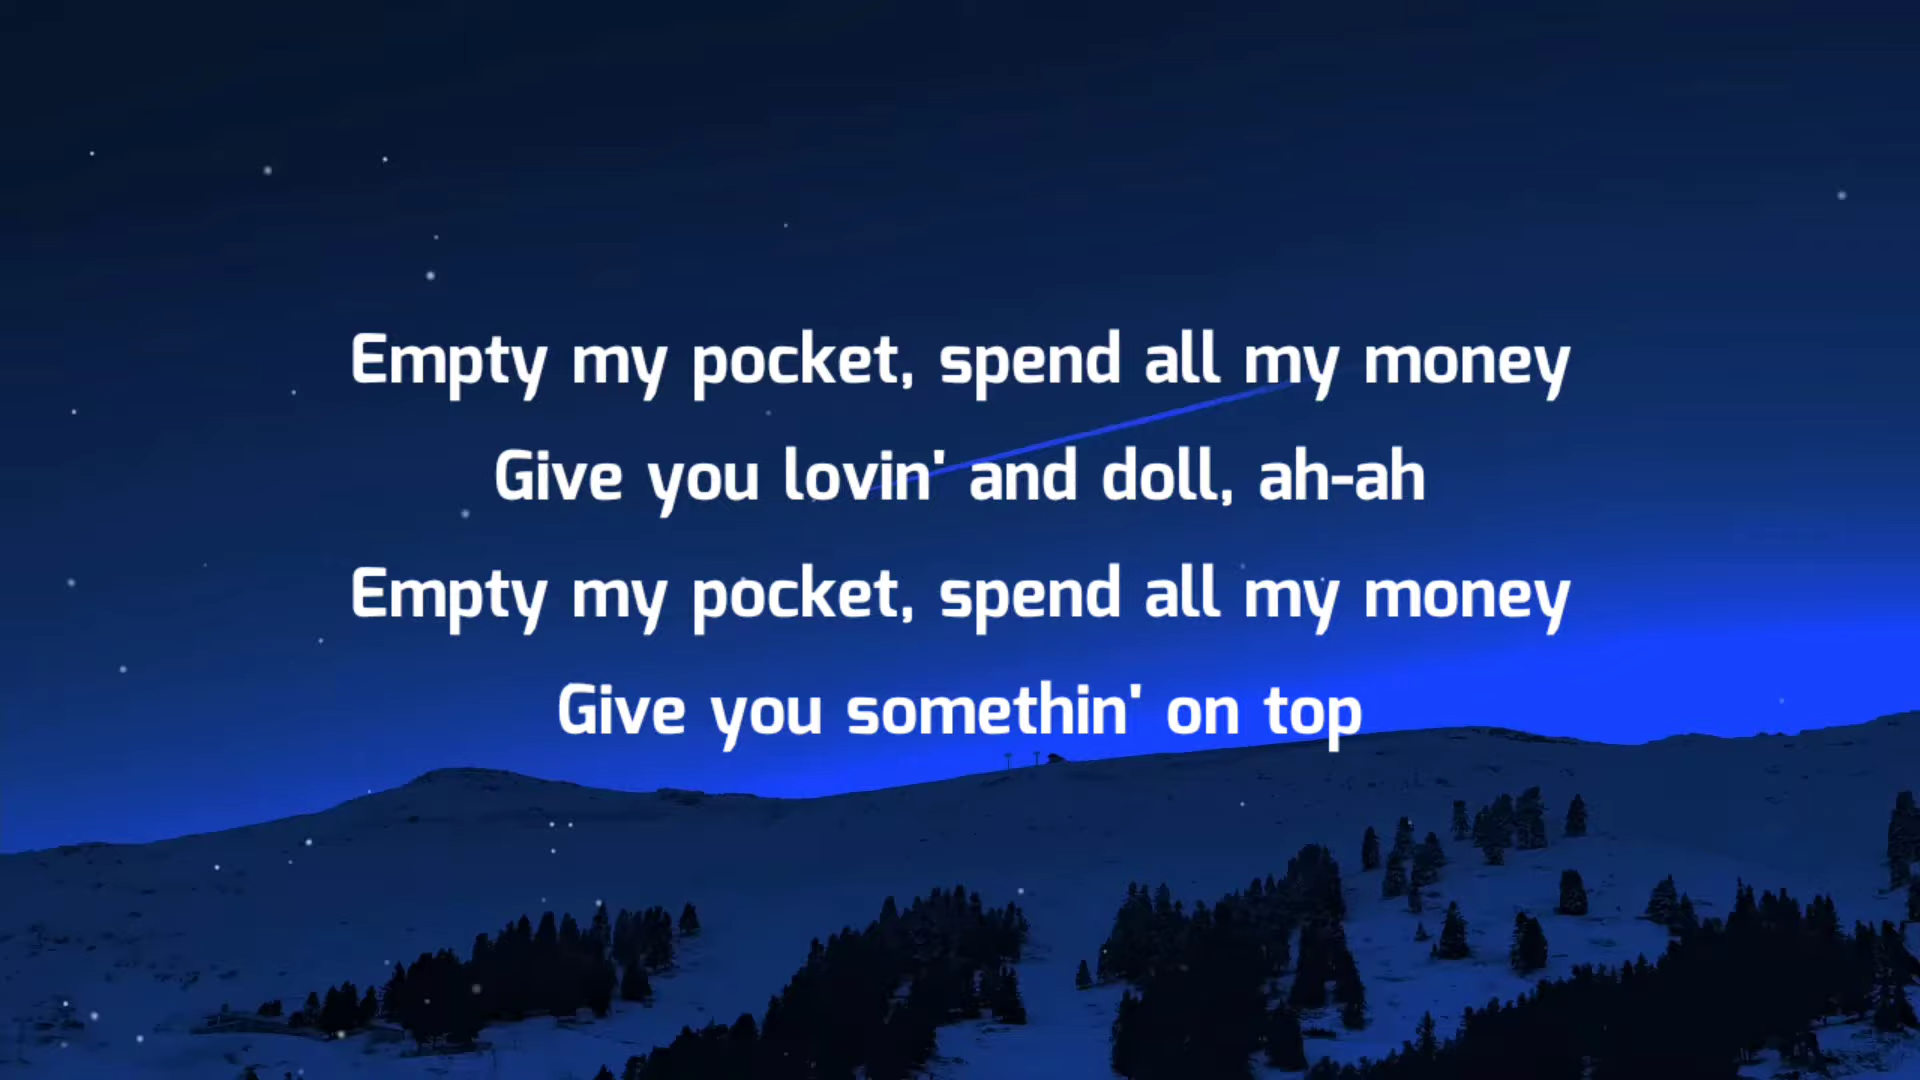 Empty my pocket, spend all my money
Give you lovin' and doll, ah-ah
Empty my pocket, spend all my money
Give you somethin' on top